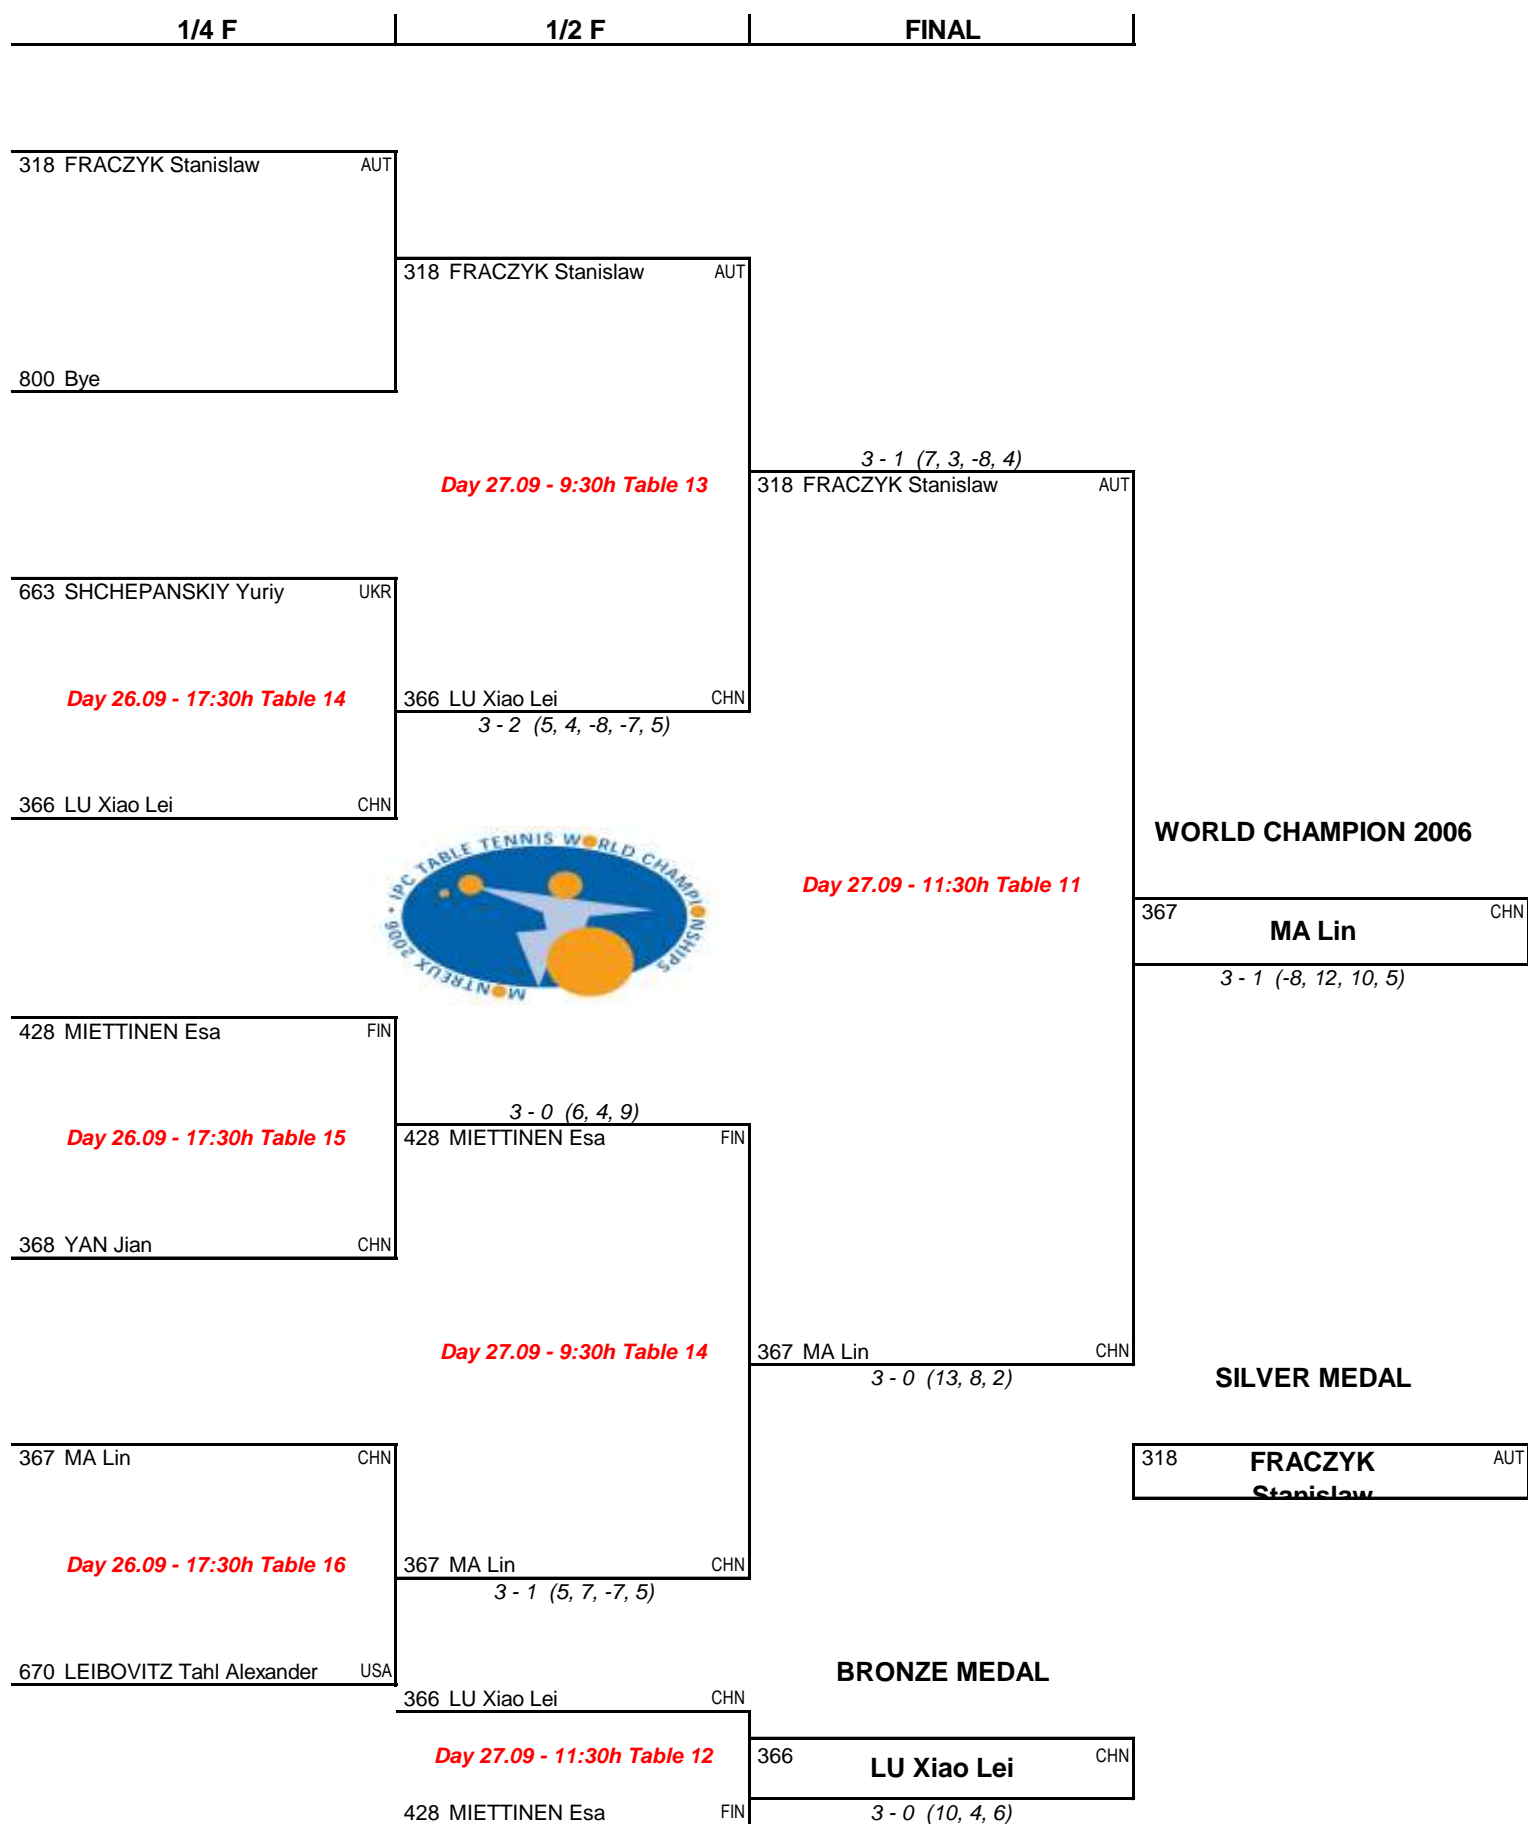 1/4 F 1/2 F FINAL
318 FRACZYK Stanislaw AUT
318 FRACZYK Stanislaw AUT
800 Bye
3 - 1 (7, 3, -8, 4)
Day 27.09 - 9:30h Table 13 318 FRACZYK Stanislaw AUT
663 SHCHEPANSKIY Yuriy UKR
Day 26.09 - 17:30h Table 14 366 LU Xiao Lei CHN
3 - 2 (5, 4, -8, -7, 5)
366 LU Xiao Lei CHN
WORLD CHAMPION 2006
MONTREUX 2006 • IPC TABLE TENNIS WORLD CHAMPIONSHIPS
Day 27.09 - 11:30h Table 11
367 MA Lin CHN
3 - 1 (-8, 12, 10, 5)
428 MIETTINEN Esa FIN
3 - 0 (6, 4, 9)
Day 26.09 - 17:30h Table 15 428 MIETTINEN Esa FIN
368 YAN Jian CHN
Day 27.09 - 9:30h Table 14 367 MA Lin CHN
3 - 0 (13, 8, 2)
SILVER MEDAL
367 MA Lin CHN 318 FRACZYK AUT
Stanislaw
Day 26.09 - 17:30h Table 16 367 MA Lin CHN
3 - 1 (5, 7, -7, 5)
670 LEIBOVITZ Tahl Alexander USA BRONZE MEDAL
366 LU Xiao Lei CHN
Day 27.09 - 11:30h Table 12 366 LU Xiao Lei CHN
428 MIETTINEN Esa FIN 3 - 0 (10, 4, 6)